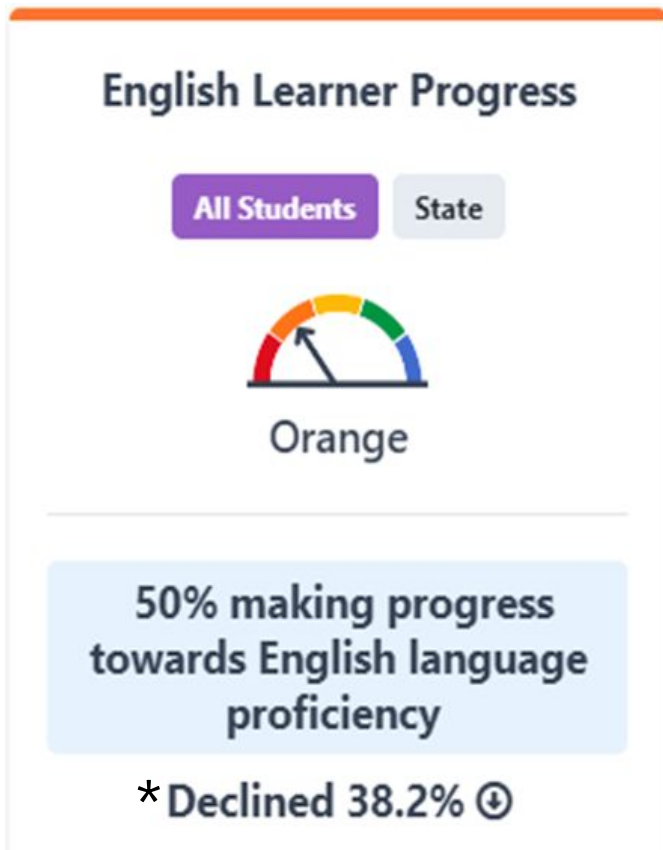 English Learner Progress
All Students State
Orange
50% making progress
towards English language
proficiency
*Declined 38.2%